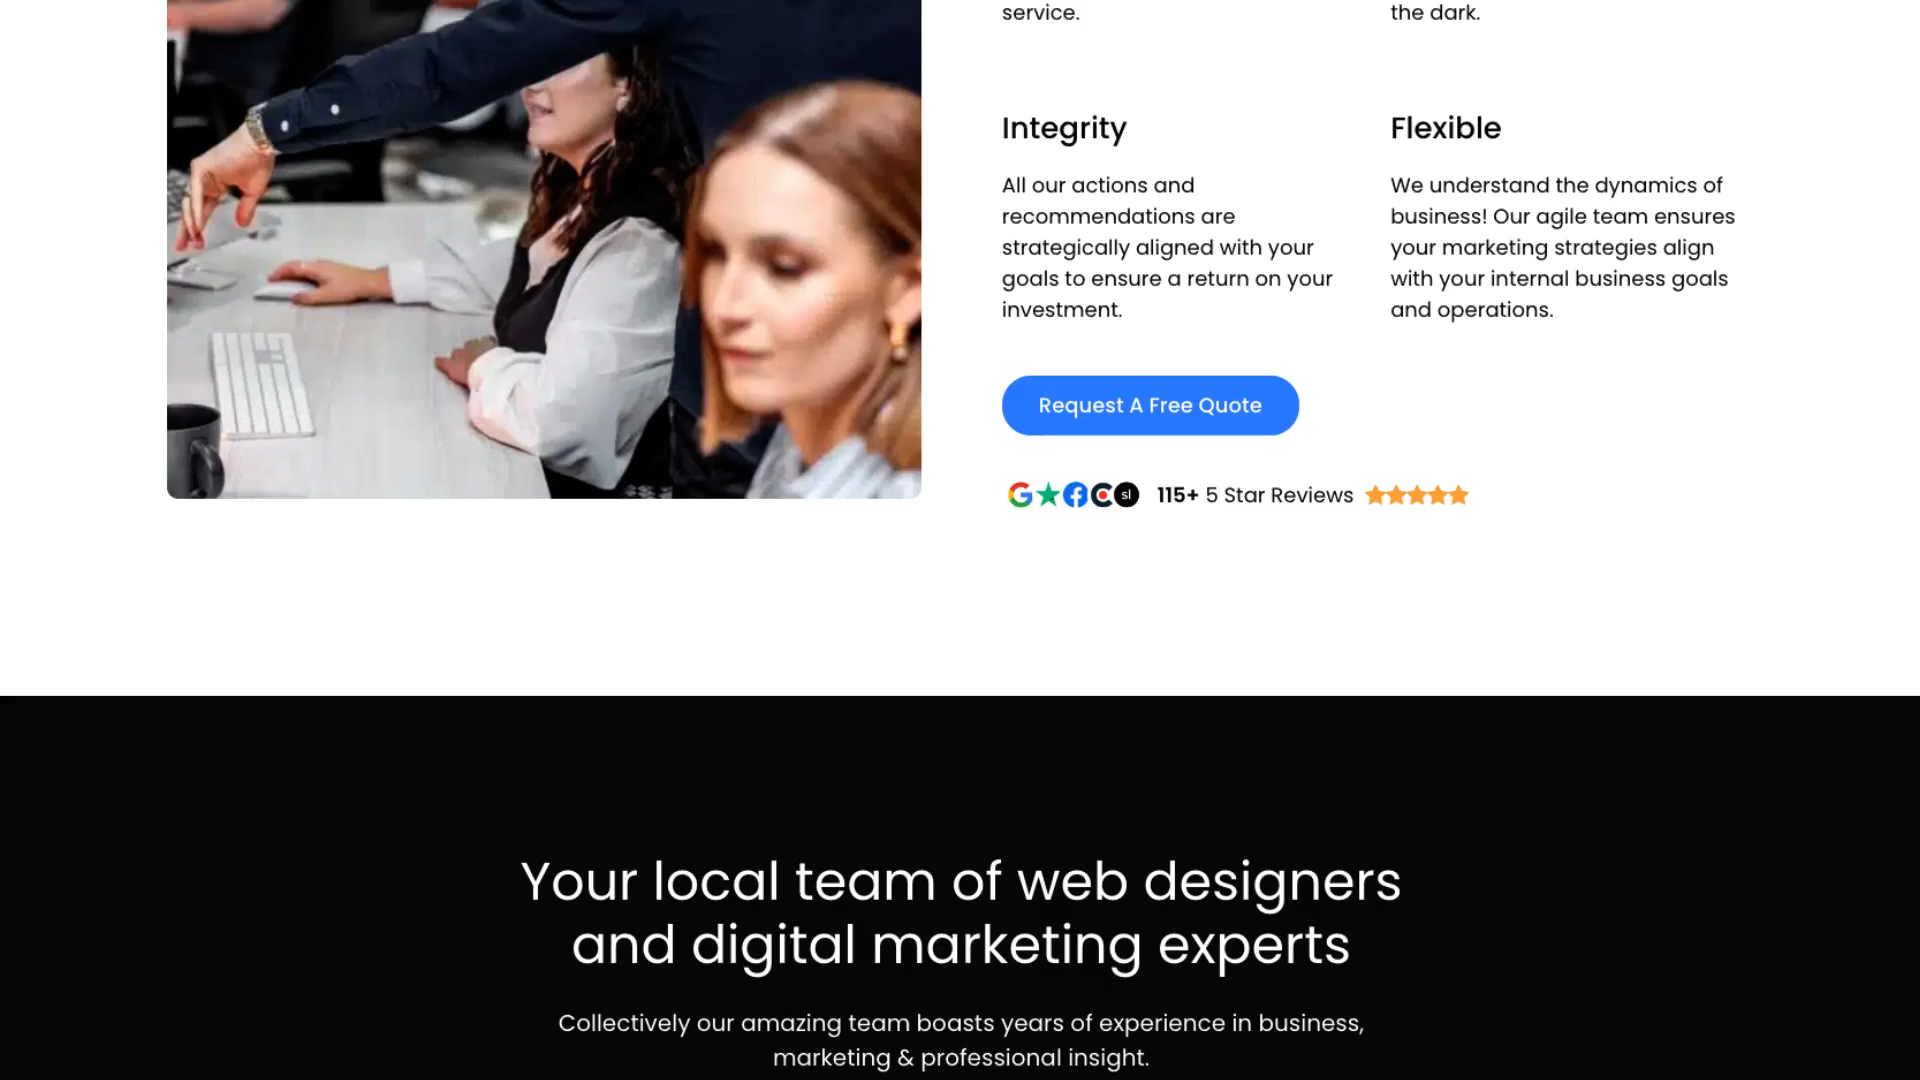 service.
the dark.
Integrity
All our actions and
recommendations are
strategically aligned with your
goals to ensure a return on your
investment.
Flexible
We understand the dynamics of
business! Our agile team ensures
your marketing strategies align
with your internal business goals
and operations.
Request A Free Quote
sl
115+ 5 Star Reviews
Your local team of web designers
and digital marketing experts
Collectively our amazing team boasts years of experience in business,
marketing & professional insight.